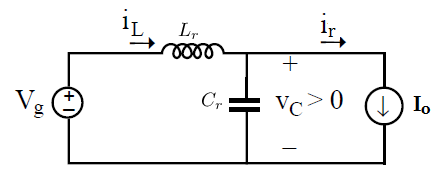 i_L L_r i_r
+
V_g + − C_r v_C > 0 ↓ I_o
−